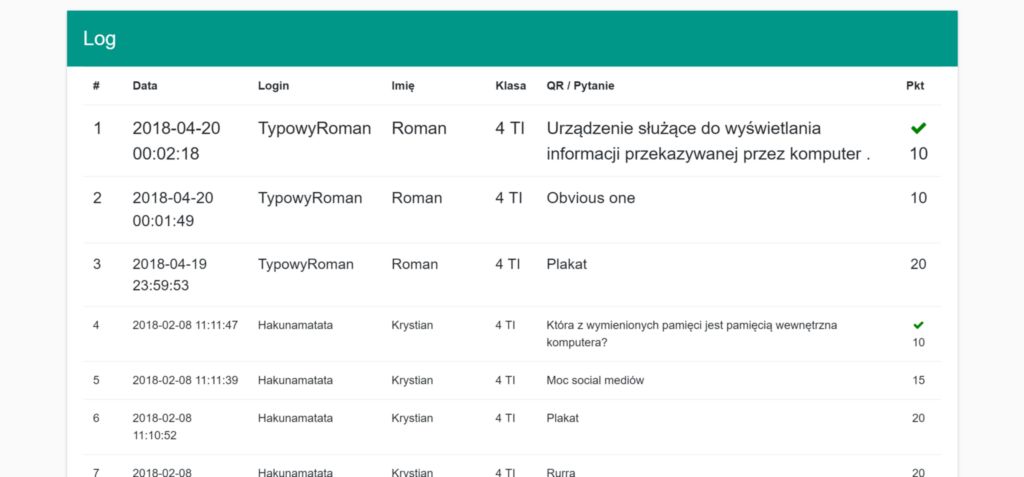 Log
# Data Login Imię Klasa QR / Pytanie Pkt
1 2018-04-20 TypowyRoman Roman 4 TI Urządzenie służące do wyświetlania
00:02:18 informacji przekazywanej przez komputer . 10
2 2018-04-20 TypowyRoman Roman 4 TI Obvious one 10
00:01:49
3 2018-04-19 TypowyRoman Roman 4 TI Plakat 20
23:59:53
4 2018-02-08 11:11:47 Hakunamatata Krystian 4 TI Która z wymienionych pamięci jest pamięcią wewnętrzna
komputera? 10
5 2018-02-08 11:11:39 Hakunamatata Krystian 4 TI Moc social mediów 15
6 2018-02-08 Hakunamatata Krystian 4 TI Plakat 20
11:10:52
7 2018-02-08 Hakunamatata Krystian 4 TI Rurra 20